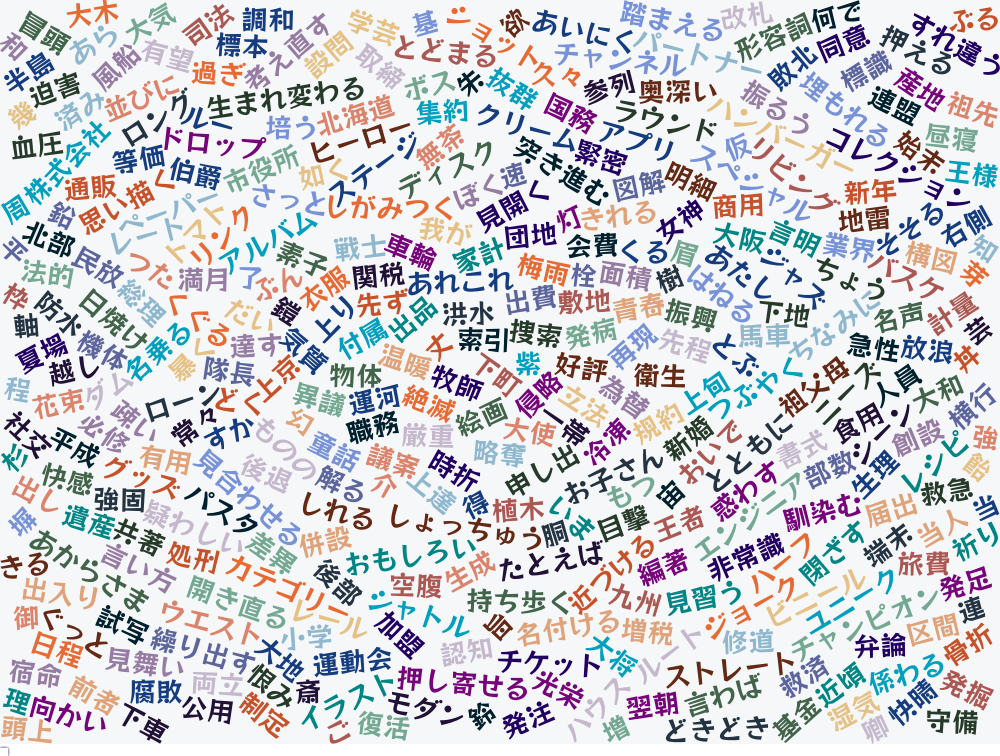 大木
冒頭
あら
大気
司法
調和
標本
考え直す
学芸
基
ショット
欲
あいにく
踏まえる
改札
形容詞
何で
すれ違う
ぶる
和
半島
迫害
風船
有望
過ぎ
設問
取締
とどまる
久々
チャンネル
パートナー
敗北
同意
押える
幾
済み
並びに
ロング
ルー
生まれ変わる
ボス
朱
抜群
参列
奥深い
振る
埋もれる
標識
連盟
産地
祖先
血圧
株式会社
ドロップ
培う
北海道
集約
クリーム
国務
ラウンド
アプリ
ハンバーガー
コレクション
始末
昼寝
王様
周
通販
思い描く
等価
伯爵
市役所
如く
ヒーロー
ステージ
無茶
ディスク
突き進む
緊密
図解
明細
スペシャル
仮
リビング
新年
地雷
そそる
右側
鉛
北部
民放
レートペーパー
トマト
リンク
さっと
しがみつく
ぼく
速
見開く
灯
きれる
女神
商用
大阪
言明
業界
知
芽
法的
つた
満月
アルバム
素子
戦士
車輪
我が
家計
団地
会費
くる
眉
あたし
ジャズ
ちょう
バスケ
横図
枠
防水
日焼け
総理
くぐる
了
ぶん
衣服
関税
あれこれ
梅雨
栓
面積
樹
はねる
下地
ちなみに
名声
計量
芸
軸
夏場
機体
名乗る
だい
鎧
上り
先ず
付属
出品
洪水
出費
敷地
青春
振興
馬車
急性
放浪
丼
越し
達す
気管
索引
搜索
発病
再現
先程
とぶ
つぶやく
程
花束
ダム
疎い
隊長
上京
物体
温暖
丈
下町
紫
好評
衛生
上旬
祖父母
ニーズ
人員
大和
横行
社交
平成
必修
ローン
常々
どく
すか
異議
運河
絶滅
牧師
侵略
立法
為替
規約
新婚
おいで
ともに
食用
シーン
創設
強
杉
快感
グッズ
有用
見合わせる
ものの
幻
童話
職務
厳重
絵画
大使
一帯
冷凍
書式
部数
生理
レシピ
飴
出し
強固
パスタ
後退
解る
議案
介
上達
時折
略奪
申し出
お子さん
もつ
宙
惑わす
エンジニア
馴染む
届出
救急
当
遺産
共著
疑わしい
差異
しれる
しょっちゅう
得
植木
胴
目撃
王者
非常識
閉ざす
端末
当人
祈り
きる
あからさま
言い方
処刑
カテゴリー
併設
おもしろい
たとえば
近づける
編著
ハーフ
旅費
出入り
開き直る
レール
後部
空腹
生成
持ち歩く
九州
見習う
ジョーク
ビニール
ユニーク
発足
御
ぐっと
試写
ウエスト
小学
シャトル
加盟
名付ける
増税
チャンピオン
連
日程
見舞い
繰り出す
大地
運動会
認知
チケット
大将
ルート
修道
弁論
区間
骨折
宿命
前者
腐敗
両立
恨み
斎
押し寄せる
光栄
ストレート
救済
近頃
係わる
発掘
理
向かい
下車
公用
制定
イラスト
モダン
鈴
発注
ハウス
翌朝
言わば
基金
湿気
快晴
頭上
ご
復活
増
どきどき
卿
守備